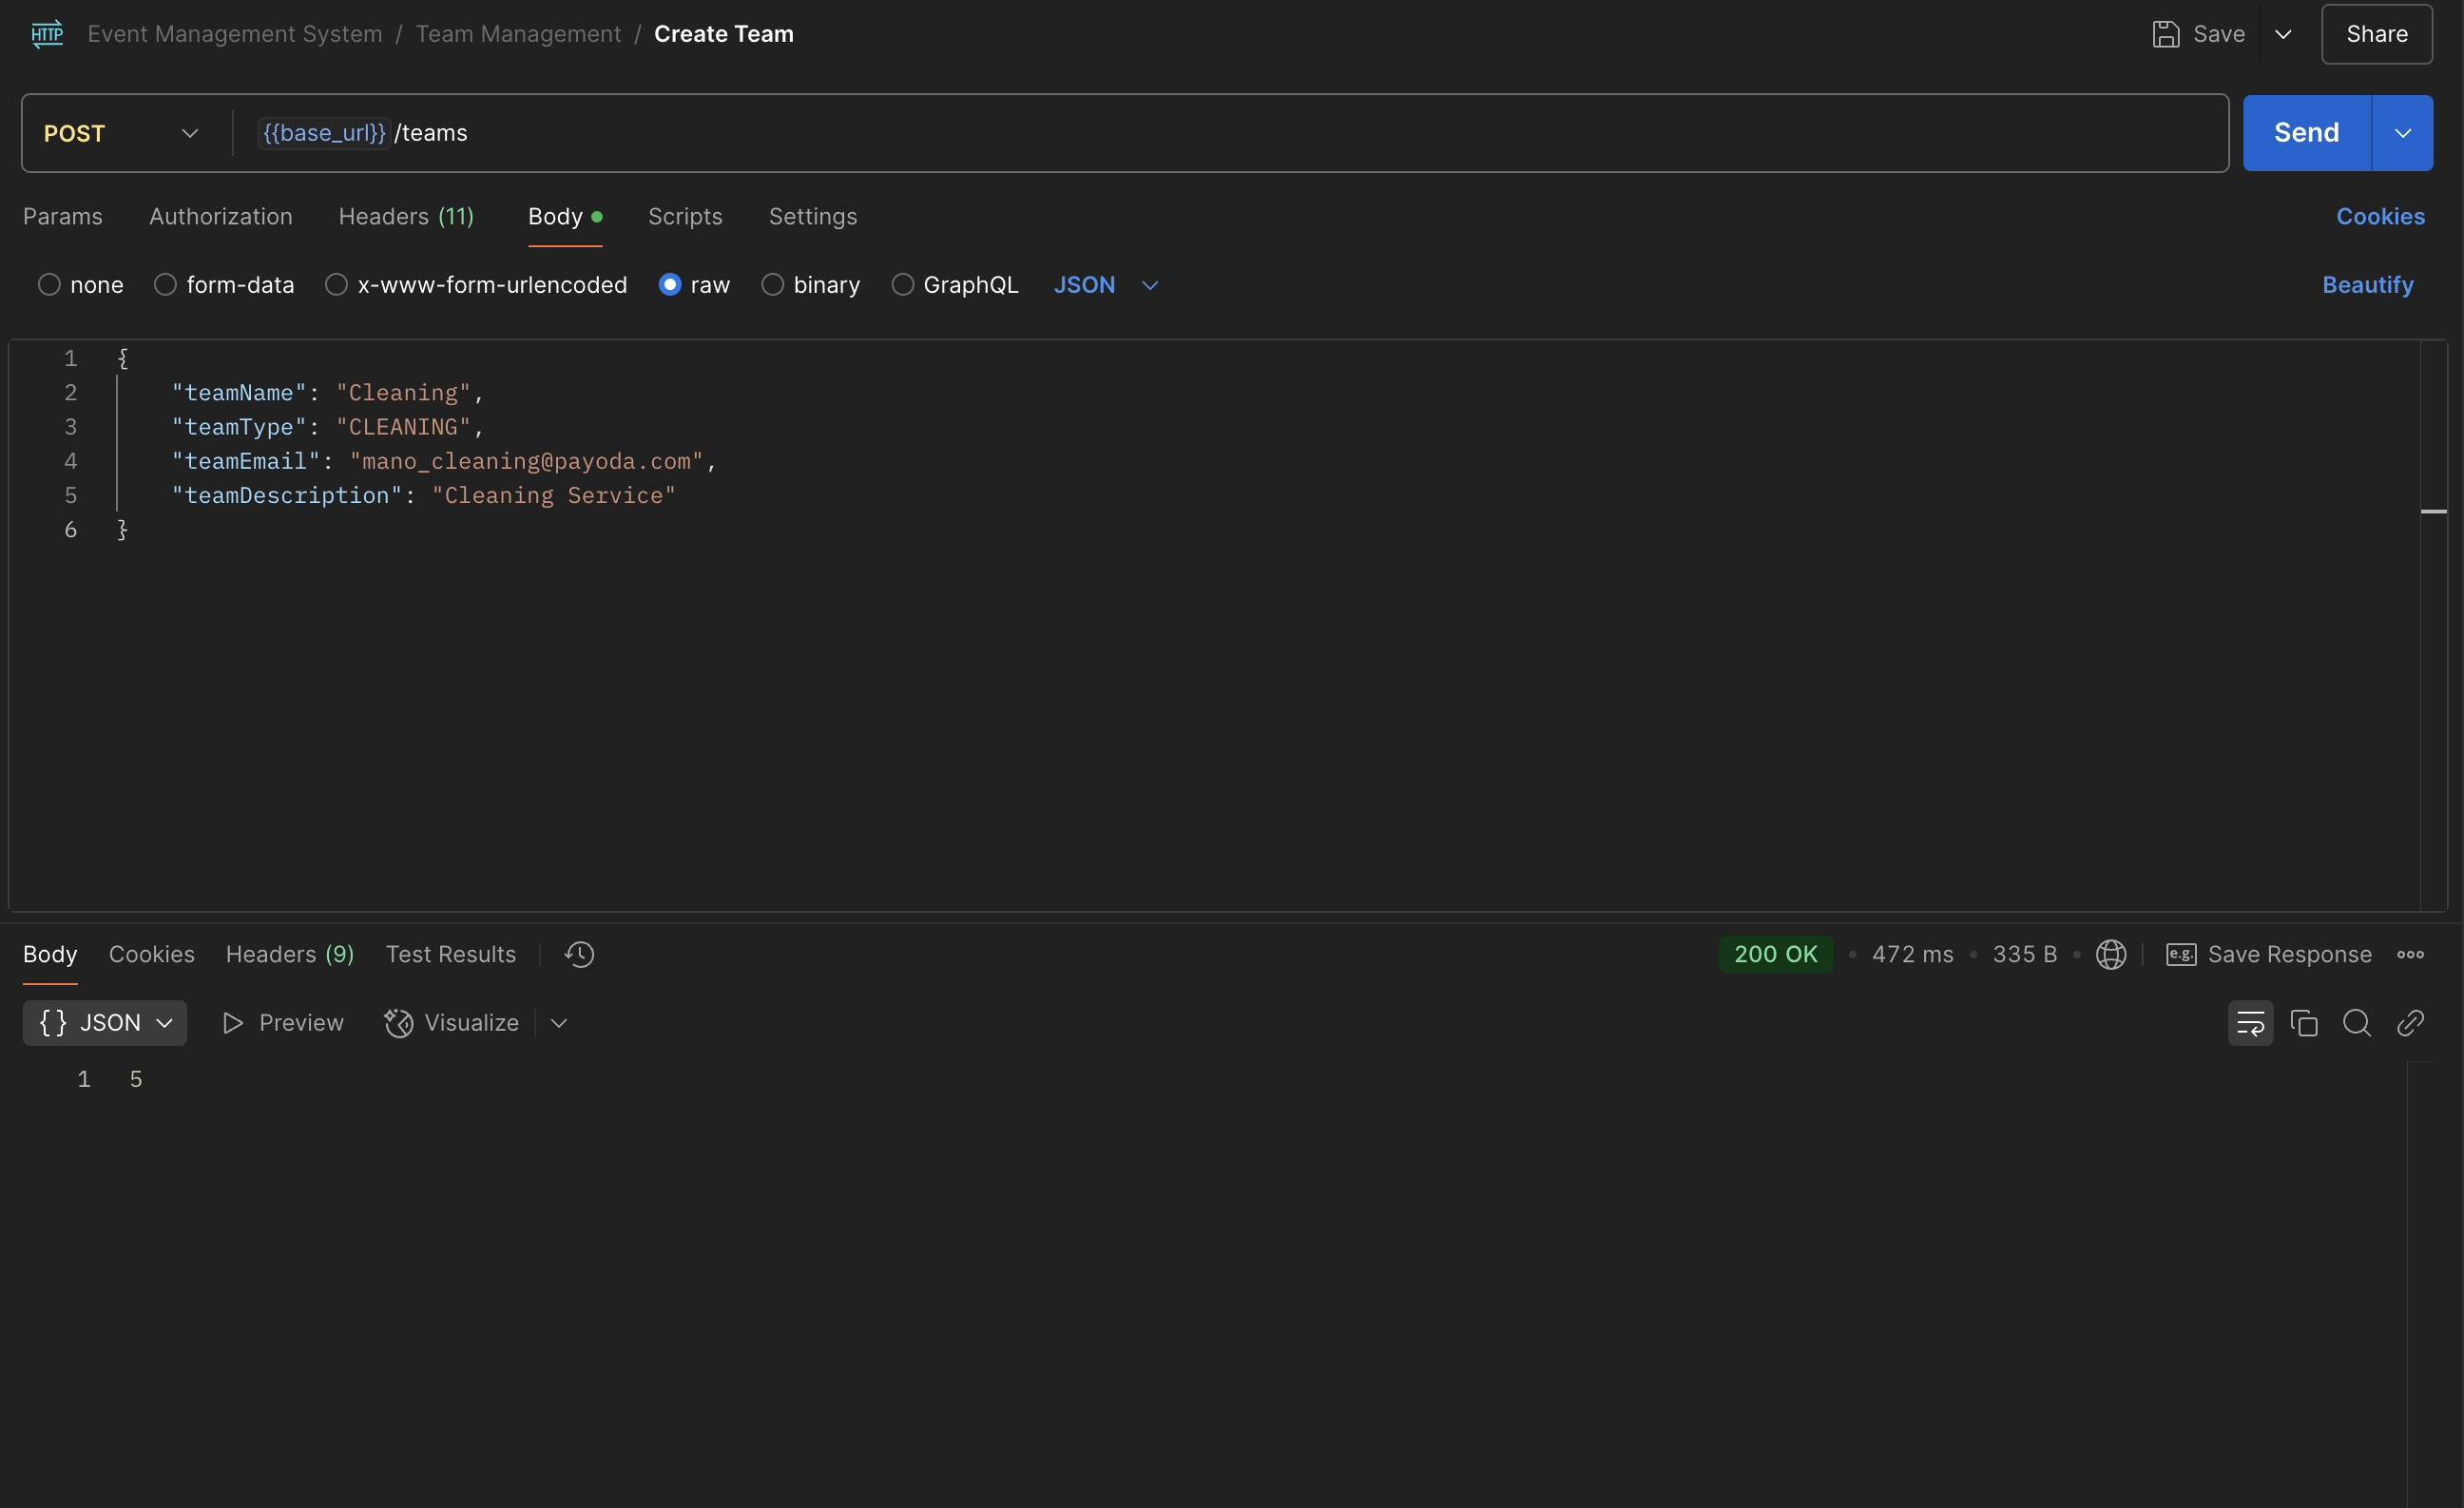 HTTP Event Management System / Team Management / Create Team Save Share
POST {{base_url}}/teams Send
Params Authorization Headers (11) Body Scripts Settings Cookies
none form-data x-www-form-urlencoded raw binary GraphQL JSON Beautify
1 {
2 "teamName": "Cleaning",
3 "teamType": "CLEANING",
4 "teamEmail": "mano_cleaning@payoda.com",
5 "teamDescription": "Cleaning Service"
6 }
Body Cookies Headers (9) Test Results 200 OK • 472 ms • 335 B • e.g. Save Response
{} JSON Preview Visualize
1 5